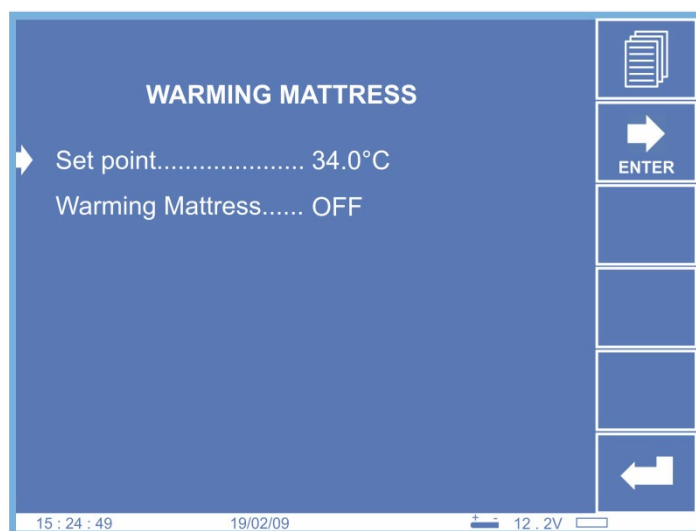 WARMING MATTRESS
Set point..................... 34.0°C
ENTER
Warming Mattress...... OFF
15 : 24 : 49 19/02/09 + - 12 . 2V